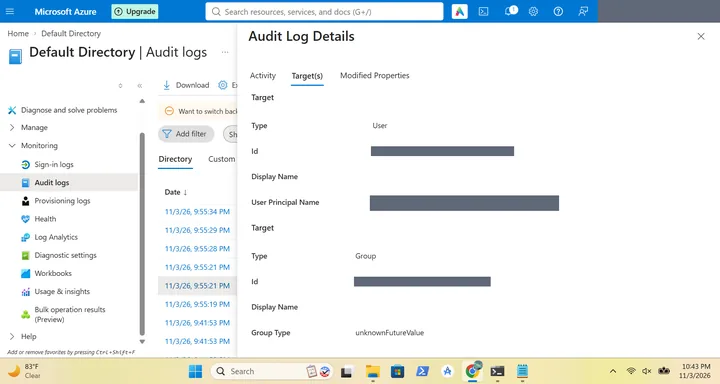 Microsoft Azure
Upgrade
Search resources, services, and docs (G+/)
1
Home > Default Directory
Default Directory | Audit logs
...
Download
Want to switch back
Add filter
Directory
Custom
Date ↓
11/3/26, 9:55:34 PM
11/3/26, 9:55:29 PM
11/3/26, 9:55:28 PM
11/3/26, 9:55:21 PM
11/3/26, 9:55:21 PM
11/3/26, 9:55:19 PM
11/3/26, 9:41:53 PM
11/3/26, 9:41:53 PM
Diagnose and solve problems
Manage
Monitoring
Sign-in logs
Audit logs
Provisioning logs
Health
Log Analytics
Diagnostic settings
Workbooks
Usage & insights
Bulk operation results
(Preview)
Help
Add or remove favorites by pressing Ctrl+Shift+F
Audit Log Details
Activity
Target(s)
Modified Properties
Target
Type User
Id
Display Name
User Principal Name
Target
Type Group
Id
Display Name
Group Type unknownFutureValue
83°F
Clear
Search
10:43 PM
11/3/2026